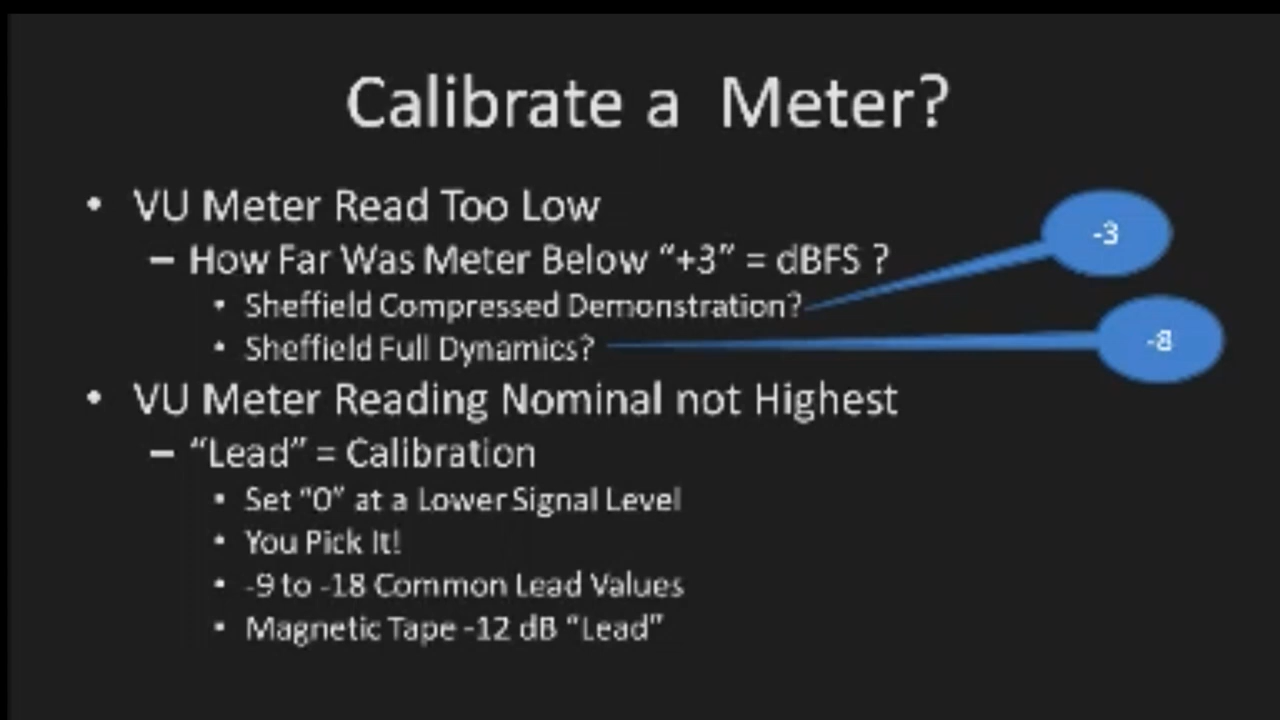 Calibrate a Meter?
• VU Meter Read Too Low
– How Far Was Meter Below “+3” = dBFS ?
-3
• Sheffield Compressed Demonstration?
• Sheffield Full Dynamics?
-8
• VU Meter Reading Nominal not Highest
– “Lead” = Calibration
• Set “0” at a Lower Signal Level
• You Pick It!
• -9 to -18 Common Lead Values
• Magnetic Tape -12 dB “Lead”